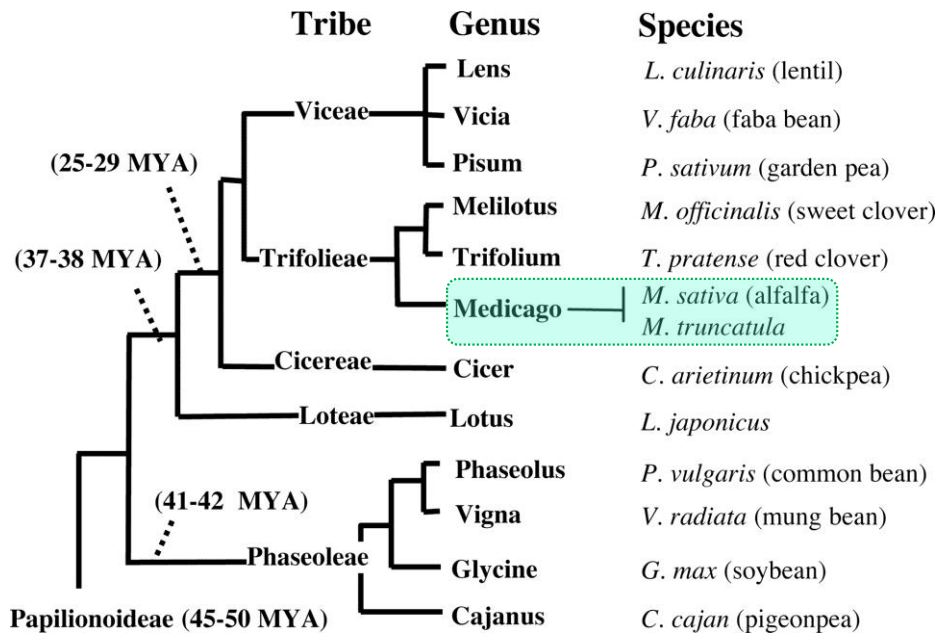 Tribe Genus Species
Lens L. culinaris (lentil)
Viceae Vicia V. faba (faba bean)
(25-29 MYA) Pisum P. sativum (garden pea)
Melilotus M. officinalis (sweet clover)
(37-38 MYA) Trifolieae Trifolium T. pratense (red clover)
Medicago M. sativa (alfalfa)
M. truncatula
Cicereae Cicer C. arietinum (chickpea)
Loteae Lotus L. japonicus
Phaseolus P. vulgaris (common bean)
(41-42 MYA) Vigna V. radiata (mung bean)
Phaseoleae Glycine G. max (soybean)
Papilionoideae (45-50 MYA) Cajanus C. cajan (pigeonpea)